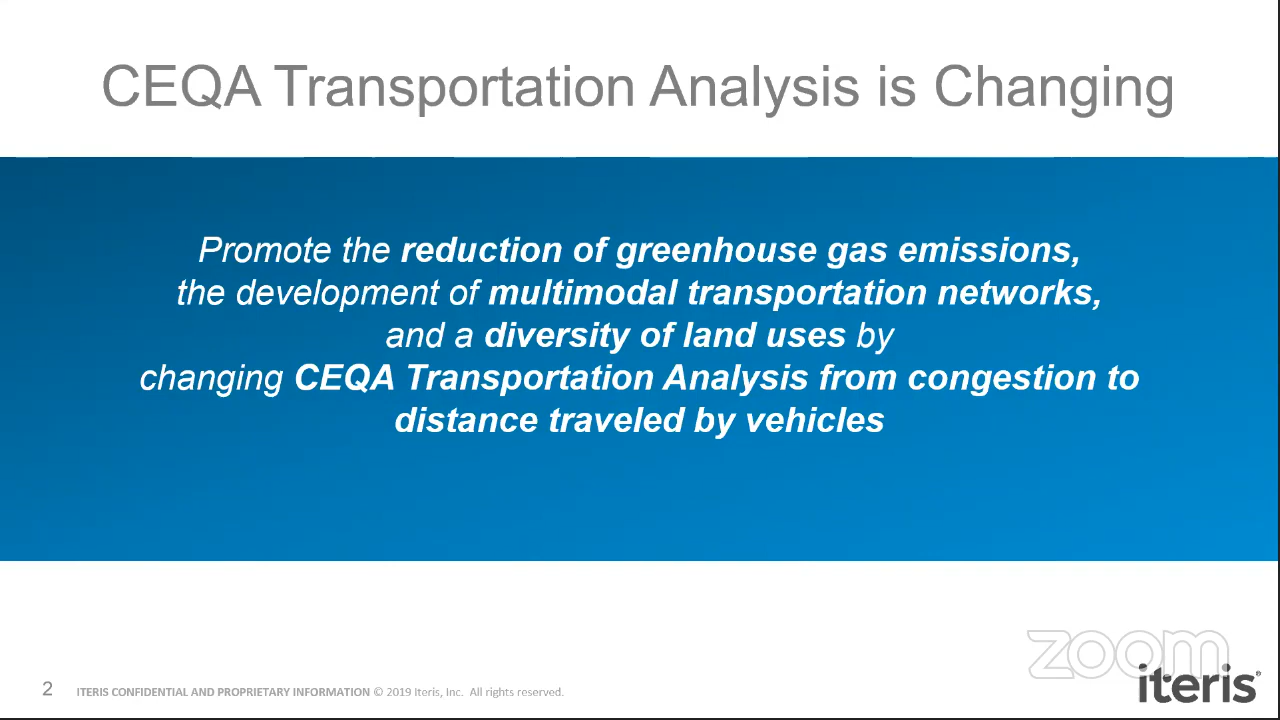 CEQA Transportation Analysis is Changing
Promote the reduction of greenhouse gas emissions,
the development of multimodal transportation networks,
and a diversity of land uses by
changing CEQA Transportation Analysis from congestion to
distance traveled by vehicles
zoom
2 ITERIS CONFIDENTIAL AND PROPRIETARY INFORMATION © 2019 Iteris, Inc. All rights reserved.
iteris®